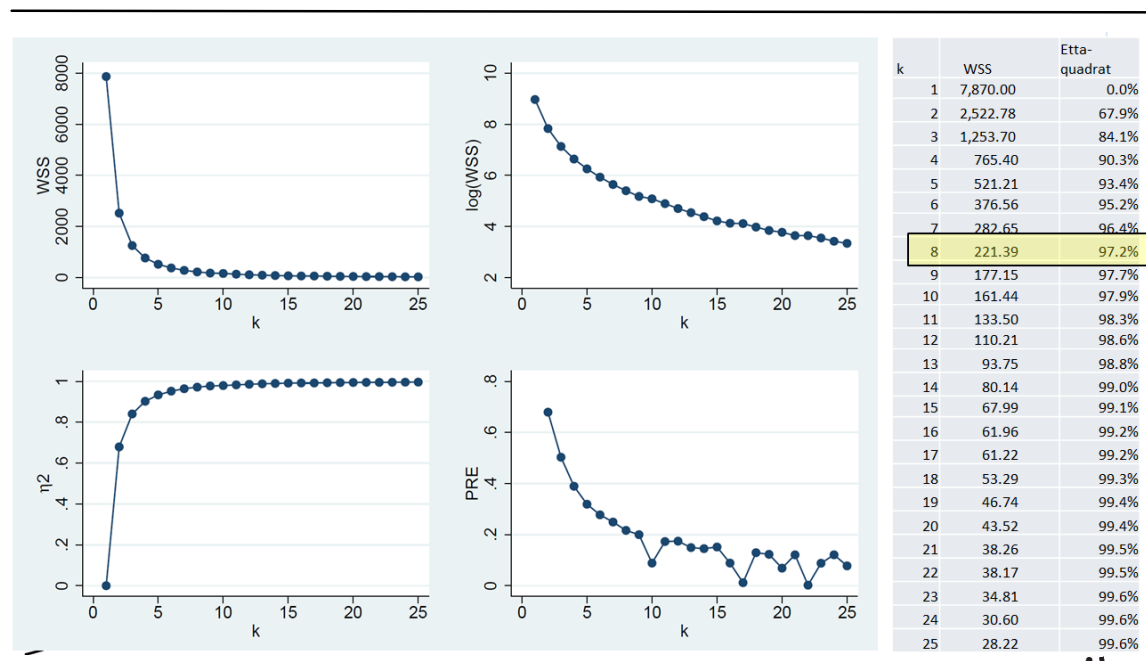 WSS
0 2000 4000 6000 8000
0 5 10 15 20 25
k
log(WSS)
2 4 6 8 10
0 5 10 15 20 25
k
η2
0 .2 .4 .6 .8 1
0 5 10 15 20 25
k
PRE
0 .2 .4 .6 .8
0 5 10 15 20 25
k
Etta-
k WSS quadrat
1 7,870.00 0.0%
2 2,522.78 67.9%
3 1,253.70 84.1%
4 765.40 90.3%
5 521.21 93.4%
6 376.56 95.2%
7 282.65 96.4%
8 221.39 97.2%
9 177.15 97.7%
10 161.44 97.9%
11 133.50 98.3%
12 110.21 98.6%
13 93.75 98.8%
14 80.14 99.0%
15 67.99 99.1%
16 61.96 99.2%
17 61.22 99.2%
18 53.29 99.3%
19 46.74 99.4%
20 43.52 99.4%
21 38.26 99.5%
22 38.17 99.5%
23 34.81 99.6%
24 30.60 99.6%
25 28.22 99.6%